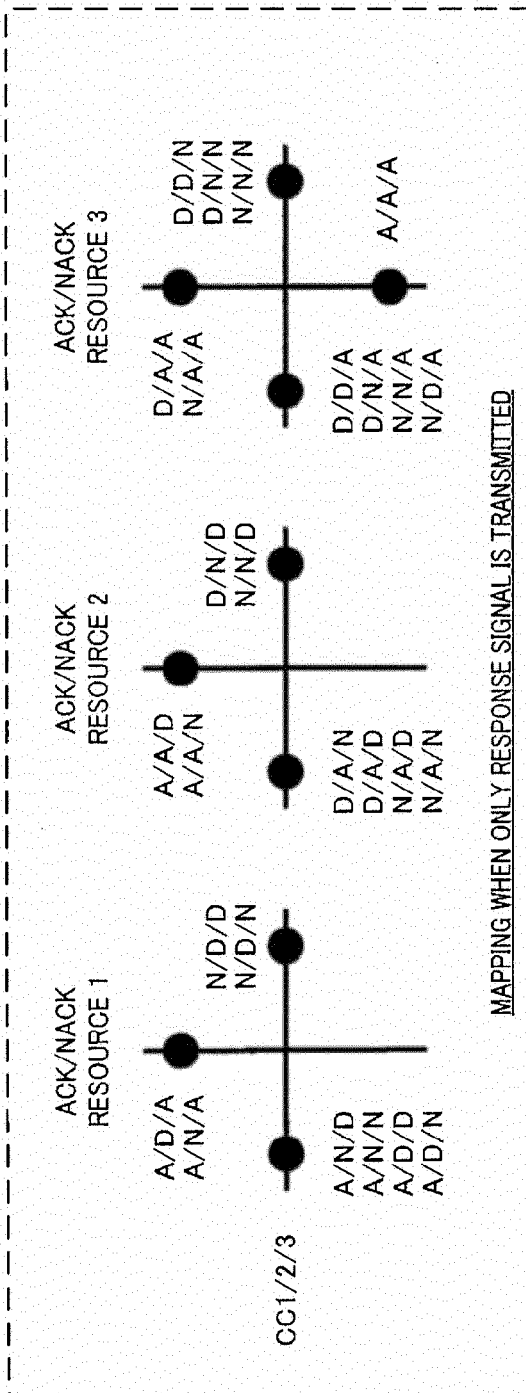 ACK/NACK
RESOURCE 1
A/D/A
A/N/A
N/D/D
N/D/N
CC1/2/3
A/N/D
A/N/N
A/D/D
A/D/N
ACK/NACK
RESOURCE 2
A/A/D
A/A/N
D/N/D
N/N/D
D/A/N
D/A/D
N/A/D
N/A/N
ACK/NACK
RESOURCE 3
D/A/A
N/A/A
D/D/N
D/N/N
N/N/N
D/D/A
D/N/A
N/N/A
N/D/A
A/A/A
MAPPING WHEN ONLY RESPONSE SIGNAL IS TRANSMITTED